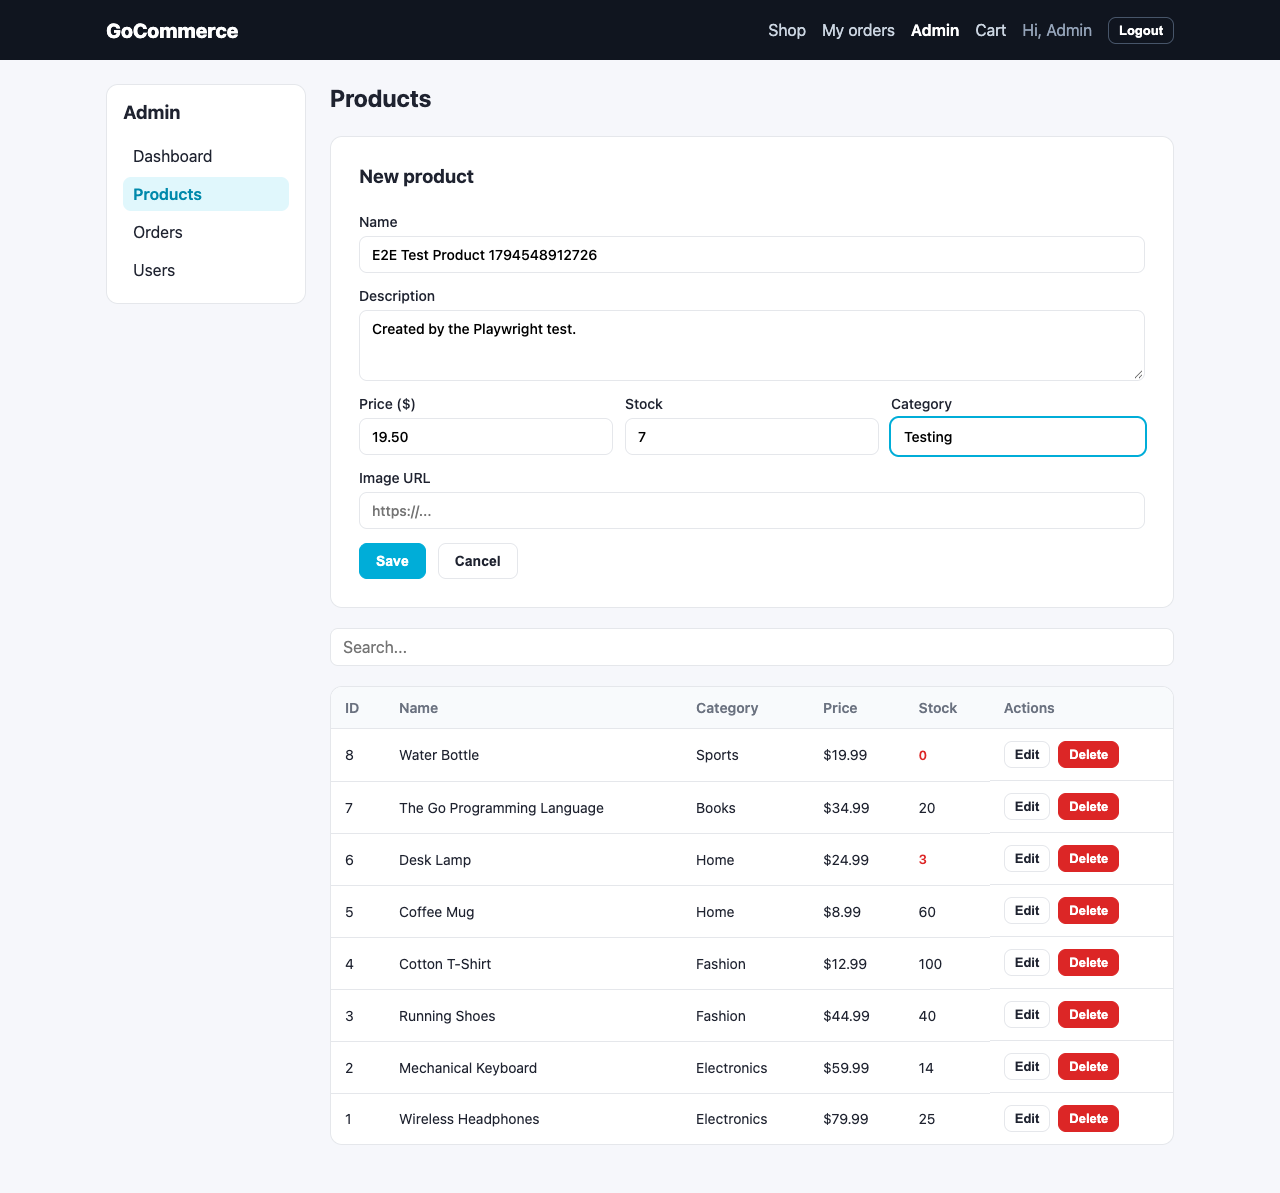 GoCommerce Shop My orders Admin Cart Hi, Admin Logout
Admin
Dashboard
Products
Orders
Users
Products
New product
Name
E2E Test Product 1794548912726
Description
Created by the Playwright test.
Price ($) Stock Category
19.50 7 Testing
Image URL
https://...
Save Cancel
Search...
ID Name Category Price Stock Actions
8 Water Bottle Sports $19.99 0 Edit Delete
7 The Go Programming Language Books $34.99 20 Edit Delete
6 Desk Lamp Home $24.99 3 Edit Delete
5 Coffee Mug Home $8.99 60 Edit Delete
4 Cotton T-Shirt Fashion $12.99 100 Edit Delete
3 Running Shoes Fashion $44.99 40 Edit Delete
2 Mechanical Keyboard Electronics $59.99 14 Edit Delete
1 Wireless Headphones Electronics $79.99 25 Edit Delete